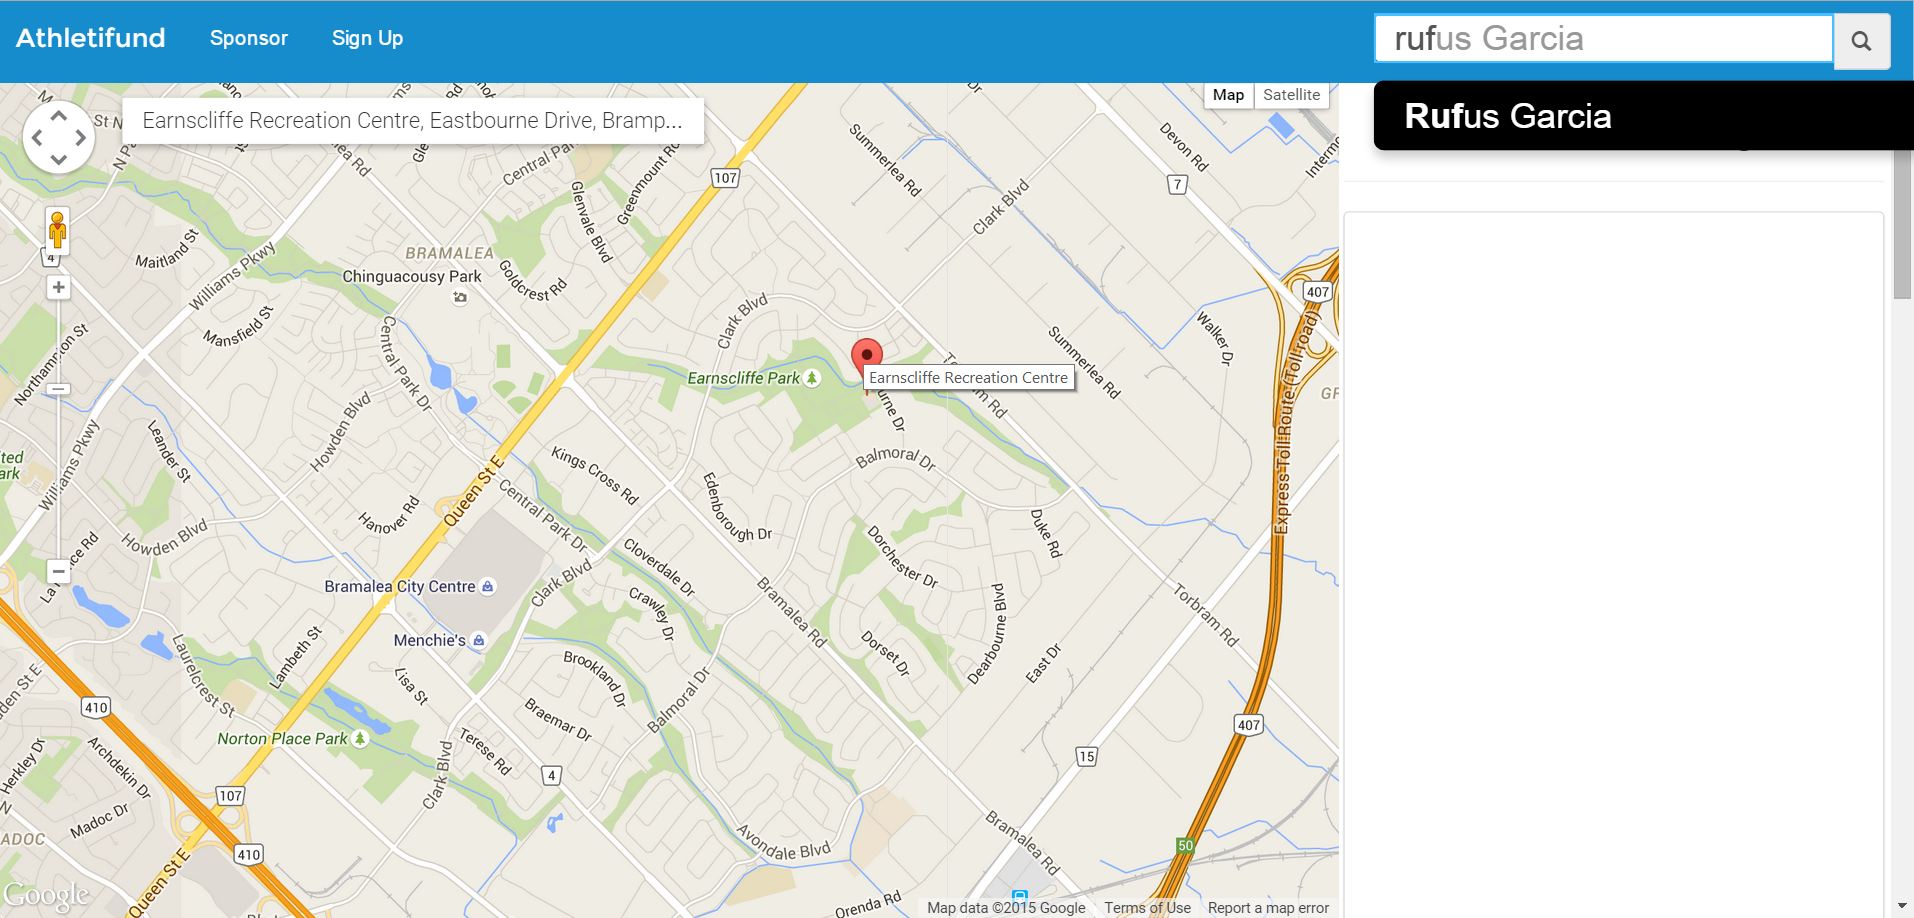 Athletifund
Sponsor
Sign Up
rufus Garcia
Rufus Garcia
Earnscliffe Recreation Centre, Eastbourne Drive, Bramp...
Map
Satellite
St N
Rd
Dr
Devon Rd
Summerlea Rd
Central Park
Greenmount Rd
Glenvale Blvd
107
7
Clark Blvd
Maitland St
Williams Pkwy
4
BRAMALEA
Chinguacousy Park
Goldcrest Rd
407
Mansfield St
Clark Blvd
Walker Dr
Northampton St
Central Park Dr
Summerlea Rd
Express Toll Route (Toll road)
Earnscliffe Park
Earnscliffe Recreation Centre
Howden Blvd
Leander St
Williams Pkwy
Balmoral Dr
Kings Cross Rd
Queen St E
Central Park Dr
Edenborough Dr
Hanover Rd
Howden Blvd
Duke Rd
Dorchester Dr
Cloverdale Dr
Bramalea City Centre
Clark Blvd
Crawley Dr
Bramalea Rd
Dearbourne Blvd
Torbram Rd
Menchie's
Lambeth St
Laurelcrest St
Dorset Dr
East Dr
Brookland Dr
Lisa St
Balmoral Dr
410
Braemar Dr
407
Norton Place Park
Terese Rd
Archdekin Dr
Herkley Dr
Clark Blvd
4
15
107
Madoc Dr
Bramalea Rd
Avondale Blvd
50
410
Queen St E
Orenda Rd
Google
Map data ©2015 Google
Terms of Use
Report a map error